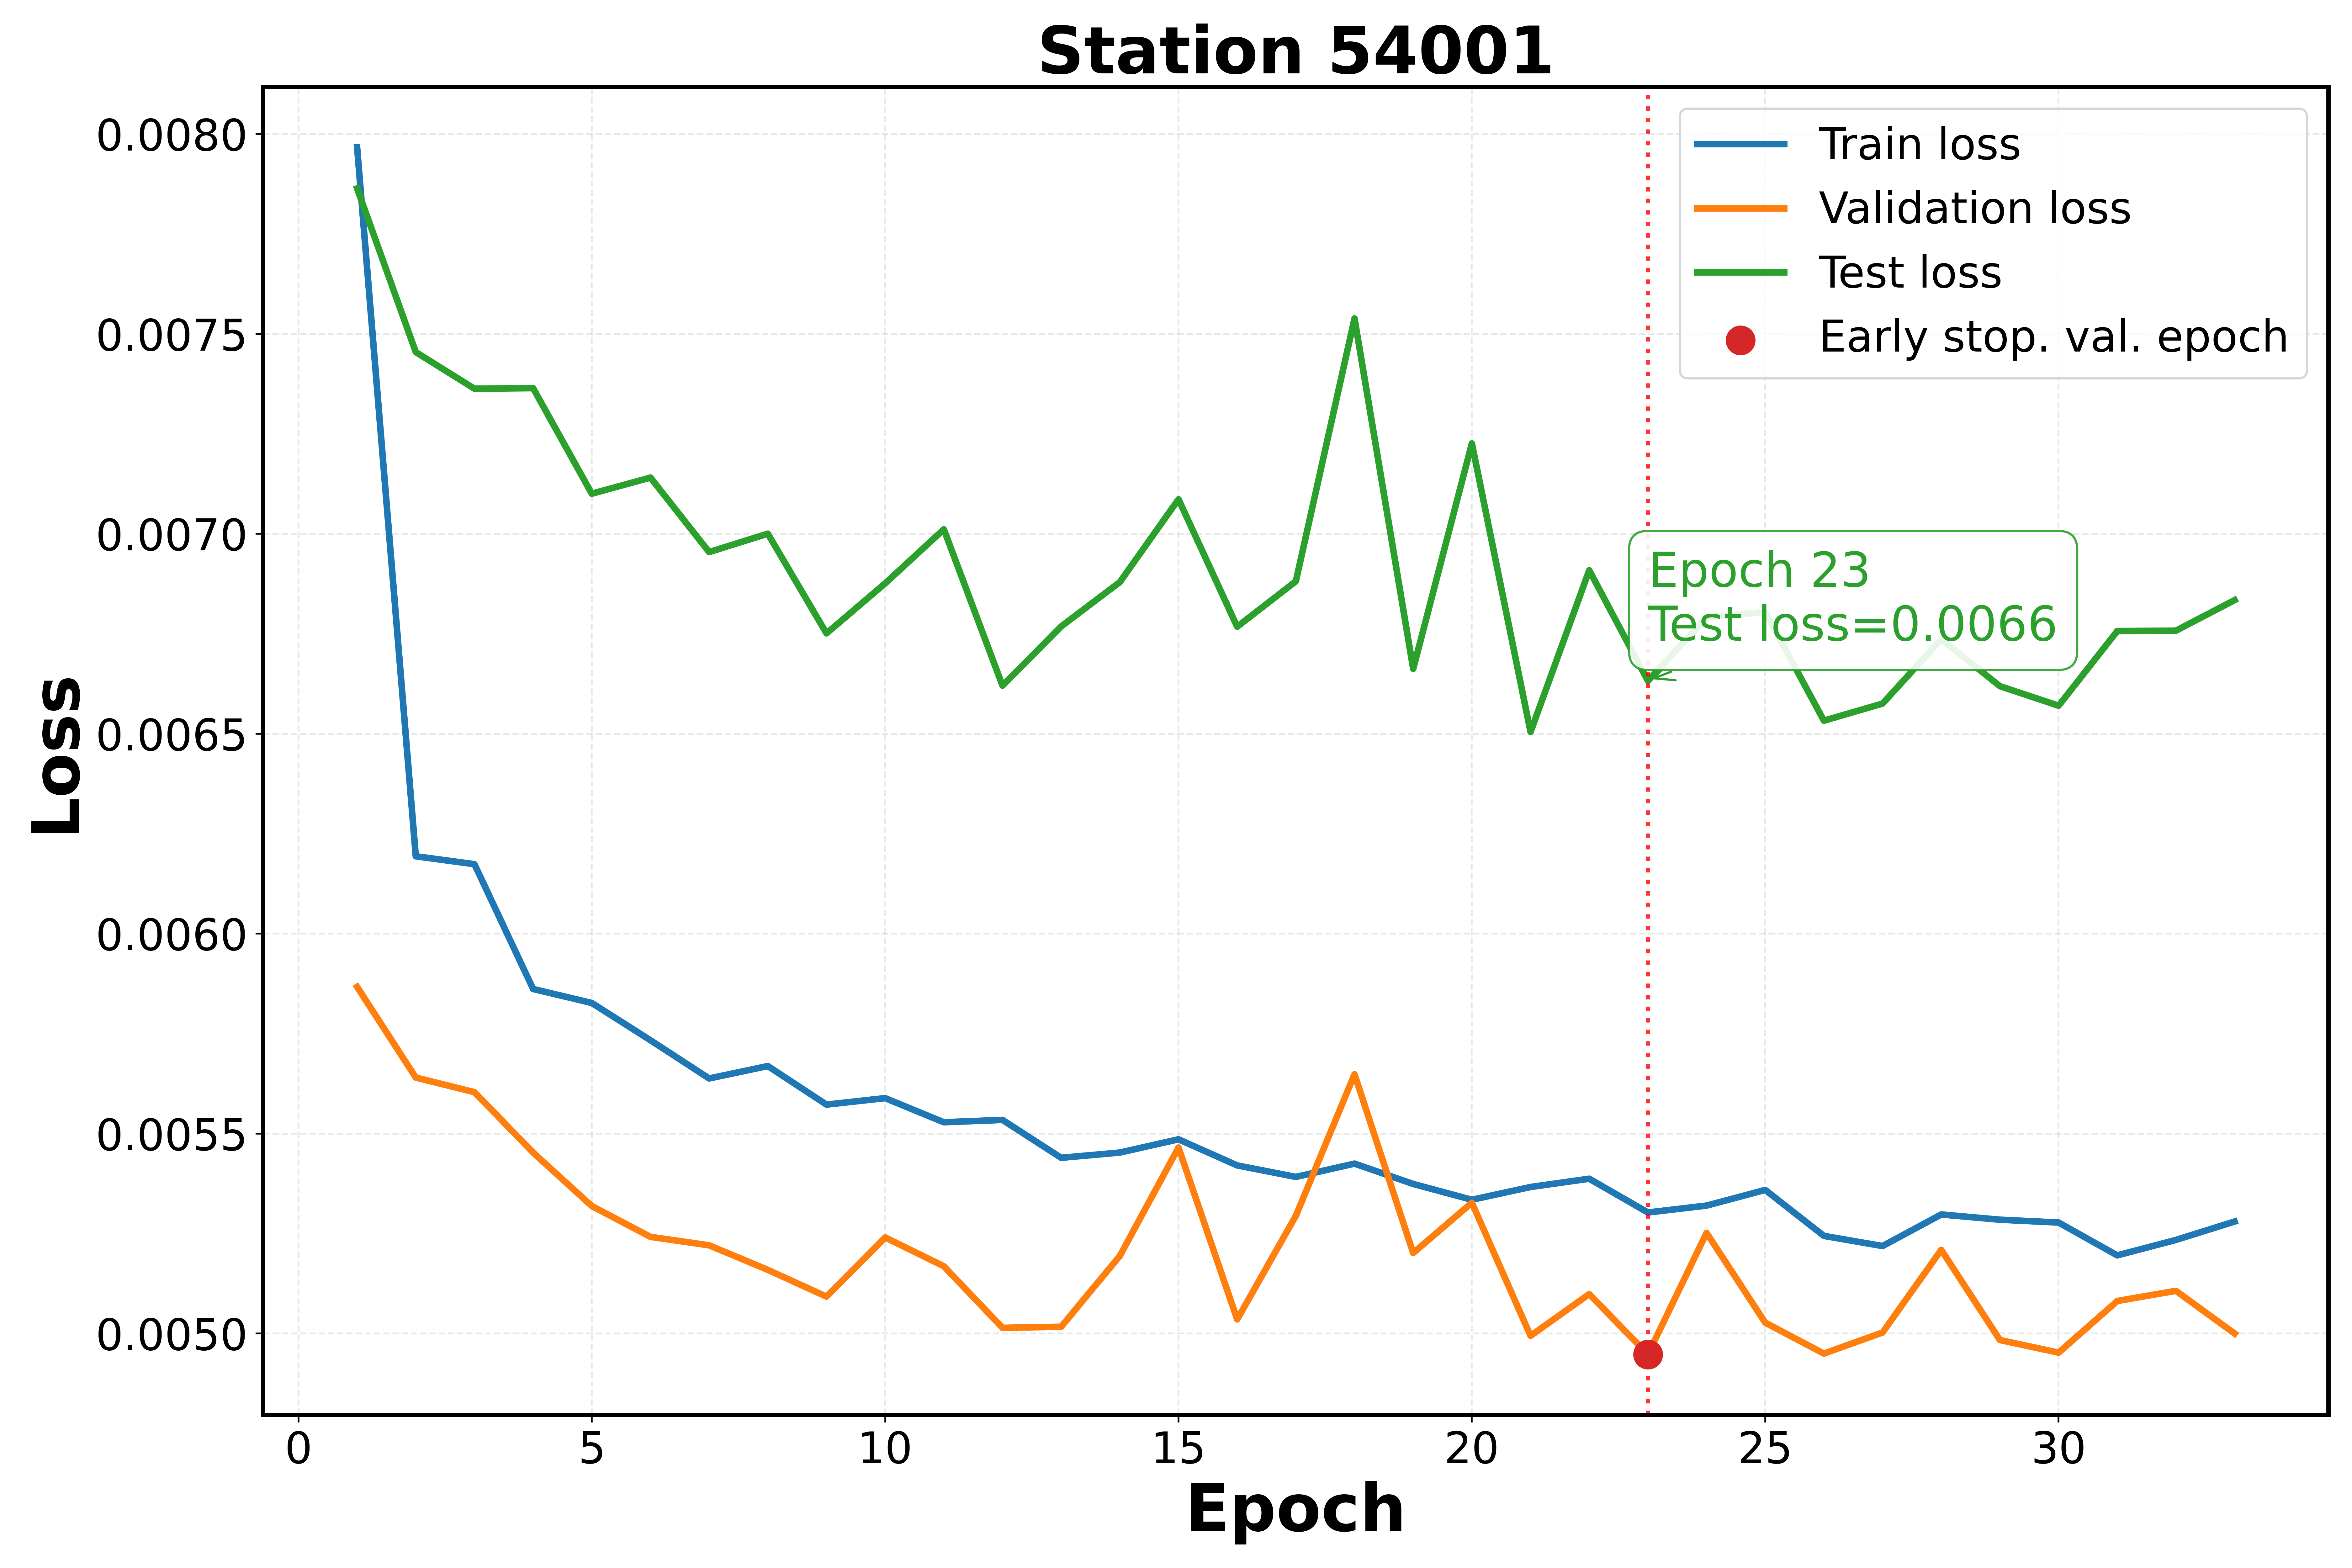 Station 54001
Loss
0.0080
0.0075
0.0070
0.0065
0.0060
0.0055
0.0050
Train loss
Validation loss
Test loss
Early stop. val. epoch
Epoch 23
Test loss=0.0066
0 5 10 15 20 25 30
Epoch